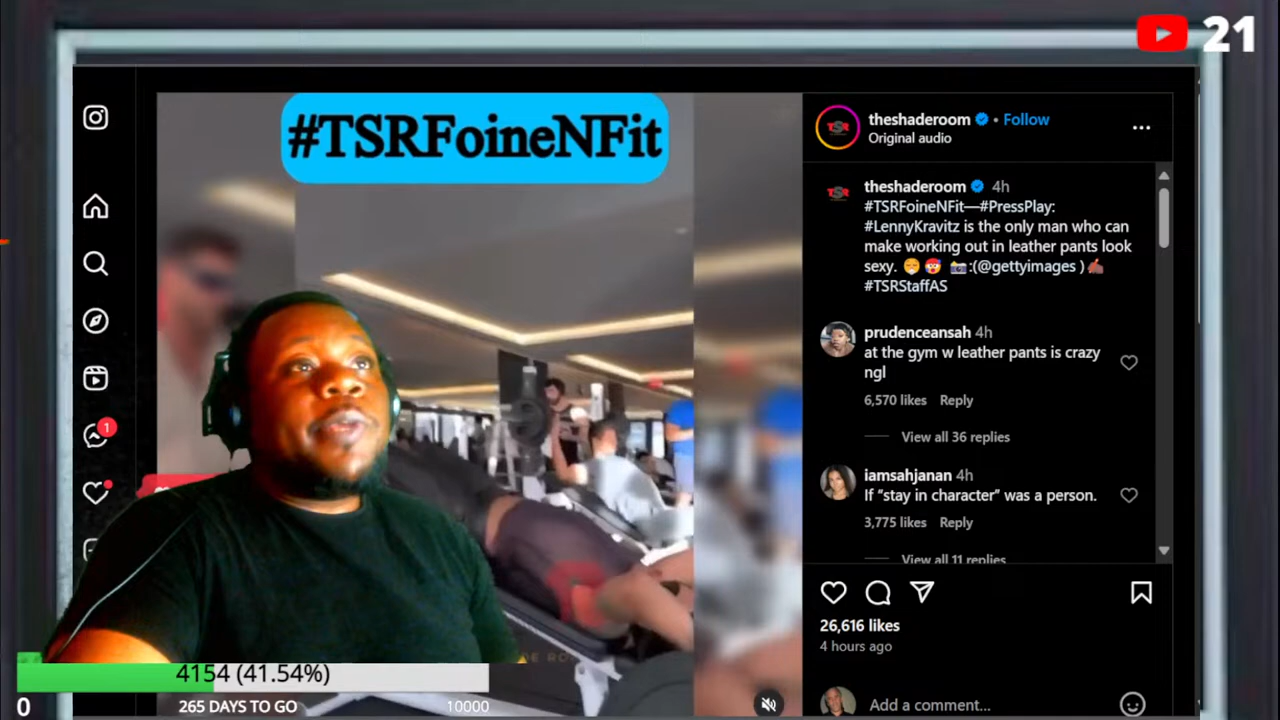 21
#TSRFoineNFit
theshaderoom • Follow
Original audio
theshaderoom 4h
#TSRFoineNFit—#PressPlay:
#LennyKravitz is the only man who can
make working out in leather pants look
sexy. 😤 🥵 📸:(@gettyimages )✍🏾
#TSRStaffAS
prudenceansah 4h
at the gym w leather pants is crazy
ngl
6,570 likes Reply
View all 36 replies
iamsahjanan 4h
If “stay in character” was a person.
3,775 likes Reply
View all 11 replies
26,616 likes
4 hours ago
Add a comment...
1
4154 (41.54%)
0
265 DAYS TO GO
10000